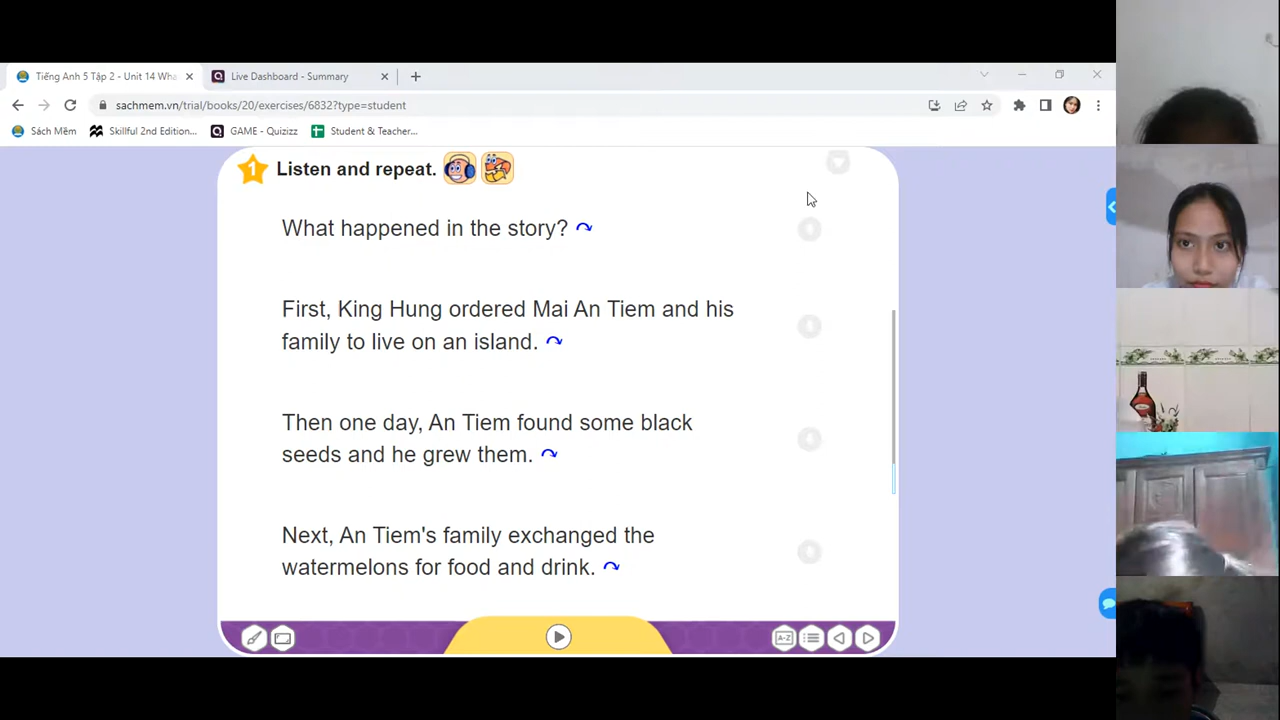 Tiếng Anh 5 Tập 2 - Unit 14 Wha
Live Dashboard - Summary
sachmem.vn/trial/books/20/exercises/6832?type=student
Sách Mềm
Skillful 2nd Edition...
GAME - Quizizz
Student & Teacher...
1 Listen and repeat.
What happened in the story?
First, King Hung ordered Mai An Tiem and his
family to live on an island.
Then one day, An Tiem found some black
seeds and he grew them.
Next, An Tiem's family exchanged the
watermelons for food and drink.
A-Z